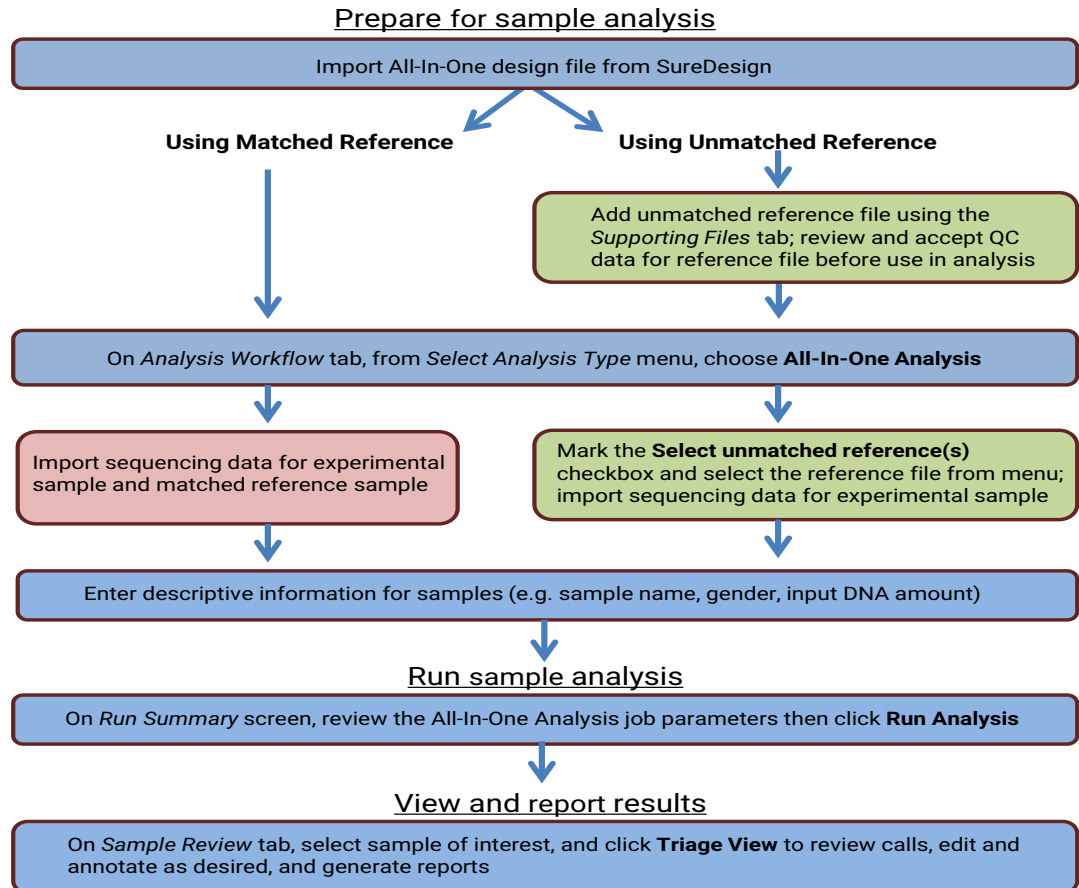 Prepare for sample analysis
Import All-In-One design file from SureDesign
Using Matched Reference
Using Unmatched Reference
Add unmatched reference file using the
Supporting Files tab; review and accept QC
data for reference file before use in analysis
On Analysis Workflow tab, from Select Analysis Type menu, choose All-In-One Analysis
Import sequencing data for experimental
sample and matched reference sample
Mark the Select unmatched reference(s)
checkbox and select the reference file from menu;
import sequencing data for experimental sample
Enter descriptive information for samples (e.g. sample name, gender, input DNA amount)
Run sample analysis
On Run Summary screen, review the All-In-One Analysis job parameters then click Run Analysis
View and report results
On Sample Review tab, select sample of interest, and click Triage View to review calls, edit and
annotate as desired, and generate reports